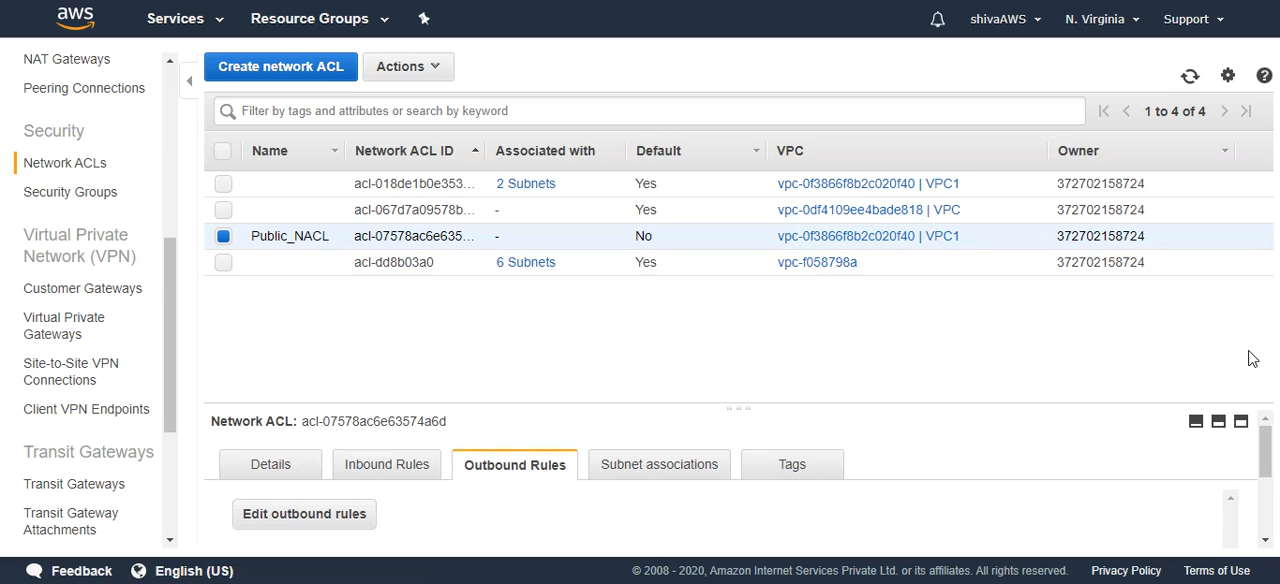 aws Services Resource Groups shivaAWS N. Virginia Support
NAT Gateways
Peering Connections
Security
Network ACLs
Security Groups
Virtual Private
Network (VPN)
Customer Gateways
Virtual Private
Gateways
Site-to-Site VPN
Connections
Client VPN Endpoints
Transit Gateways
Transit Gateways
Transit Gateway
Attachments
Create network ACL Actions
Filter by tags and attributes or search by keyword 1 to 4 of 4
Name Network ACL ID Associated with Default VPC Owner
acl-018de1b0e353... 2 Subnets Yes vpc-0f3866f8b2c020f40 | VPC1 372702158724
acl-067d7a09578b... - Yes vpc-0df4109ee4bade818 | VPC 372702158724
Public_NACL acl-07578ac6e635... - No vpc-0f3866f8b2c020f40 | VPC1 372702158724
acl-dd8b03a0 6 Subnets Yes vpc-f058798a 372702158724
Network ACL: acl-07578ac6e63574a6d
Details Inbound Rules Outbound Rules Subnet associations Tags
Edit outbound rules
Feedback English (US) © 2008 - 2020, Amazon Internet Services Private Ltd. or its affiliates. All rights reserved. Privacy Policy Terms of Use